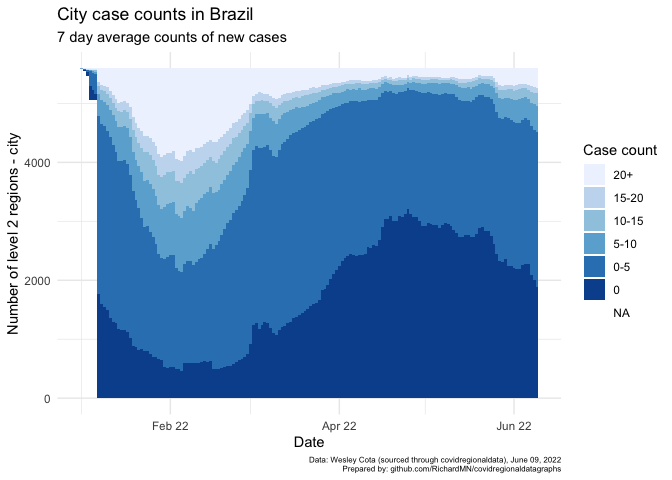 City case counts in Brazil
7 day average counts of new cases
Number of level 2 regions - city
4000
2000
0
Feb 22
Apr 22
Jun 22
Date
Case count
20+
15-20
10-15
5-10
0-5
0
NA
Data: Wesley Cota (sourced through covidregionaldata), June 09, 2022
Prepared by: github.com/RichardMN/covidregionaldatagraphs